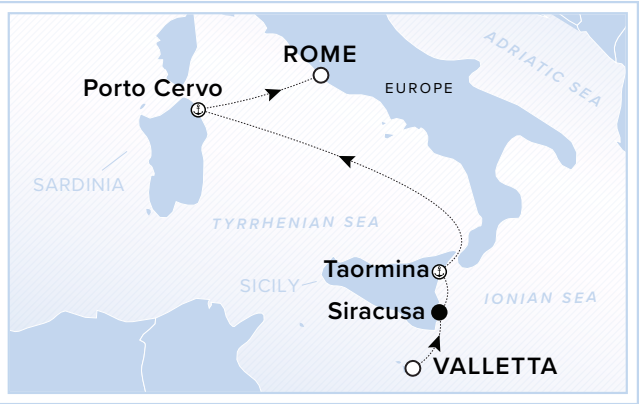 ROME
ADRIATIC SEA
Porto Cervo
EUROPE
SARDINIA
TYRRHENIAN SEA
Taormina
SICILY
IONIAN SEA
Siracusa
VALLETTA